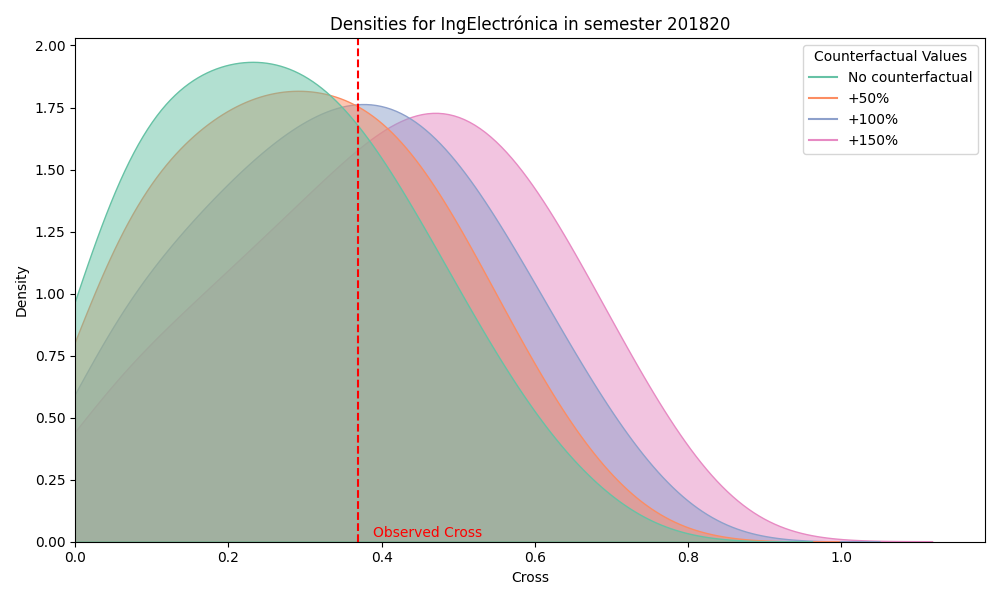 Densities for IngElectrónica in semester 201820
Counterfactual Values
No counterfactual
+50%
+100%
+150%
2.00
1.75
1.50
1.25
1.00
0.75
0.50
0.25
0.00
Density
Observed Cross
0.0 0.2 0.4 0.6 0.8 1.0
Cross